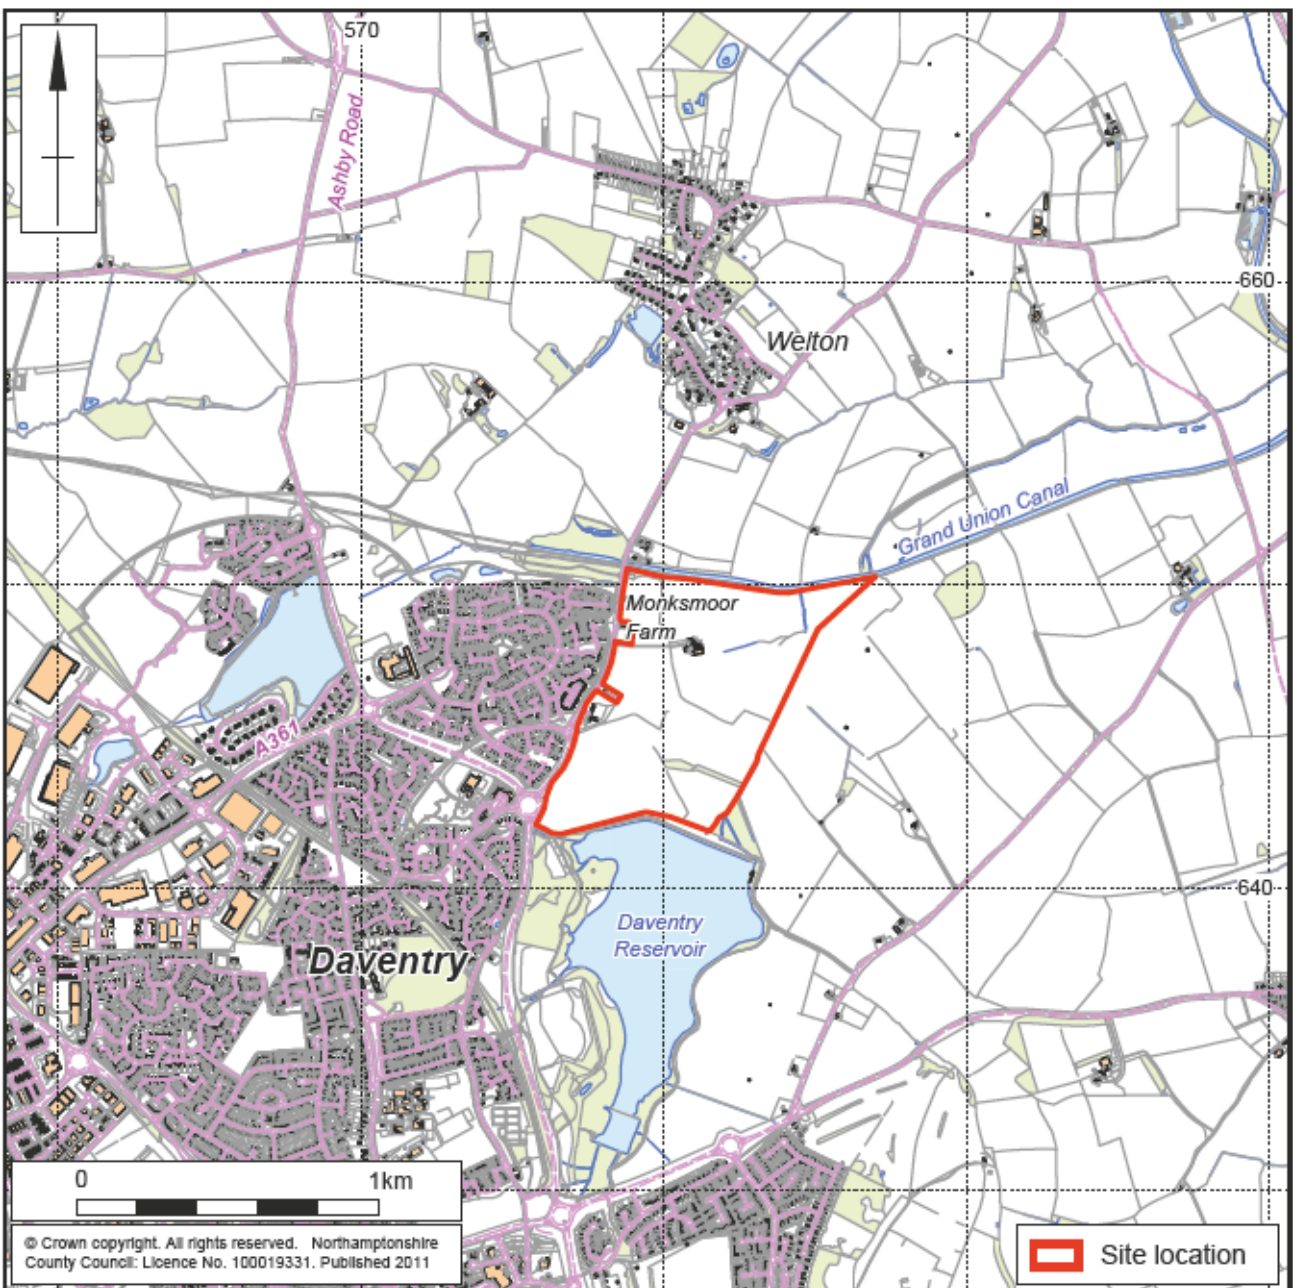 570
Ashby Road
660
Welton
Grand Union Canal
Monksmoor
Farm
A361
640
Daventry
Reservoir
Daventry
0 1km
© Crown copyright. All rights reserved. Northamptonshire
County Council: Licence No. 100019331. Published 2011
Site location